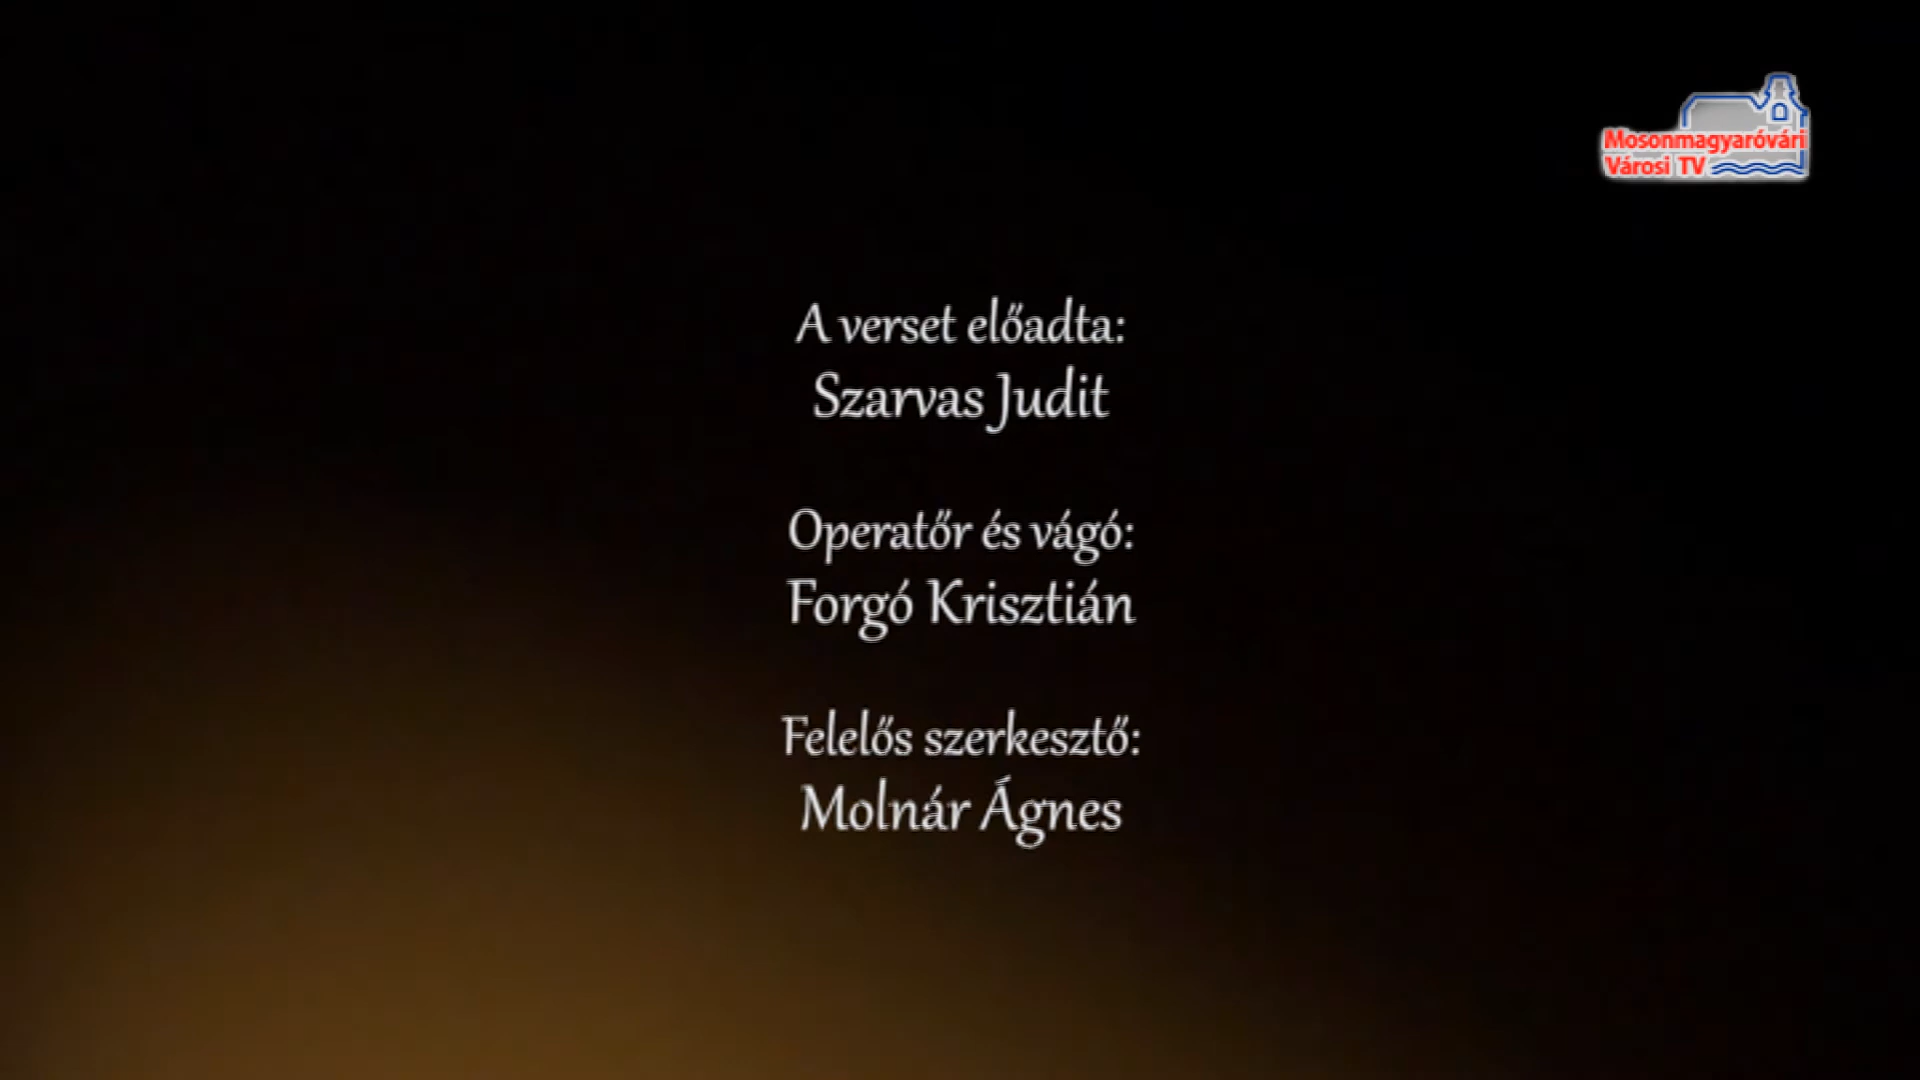 Mosonmagyaróvári
Városi TV
A verset előadta:
Szarvas Judit
Operatőr és vágó:
Forgó Krisztián
Felelős szerkesztő:
Molnár Ágnes